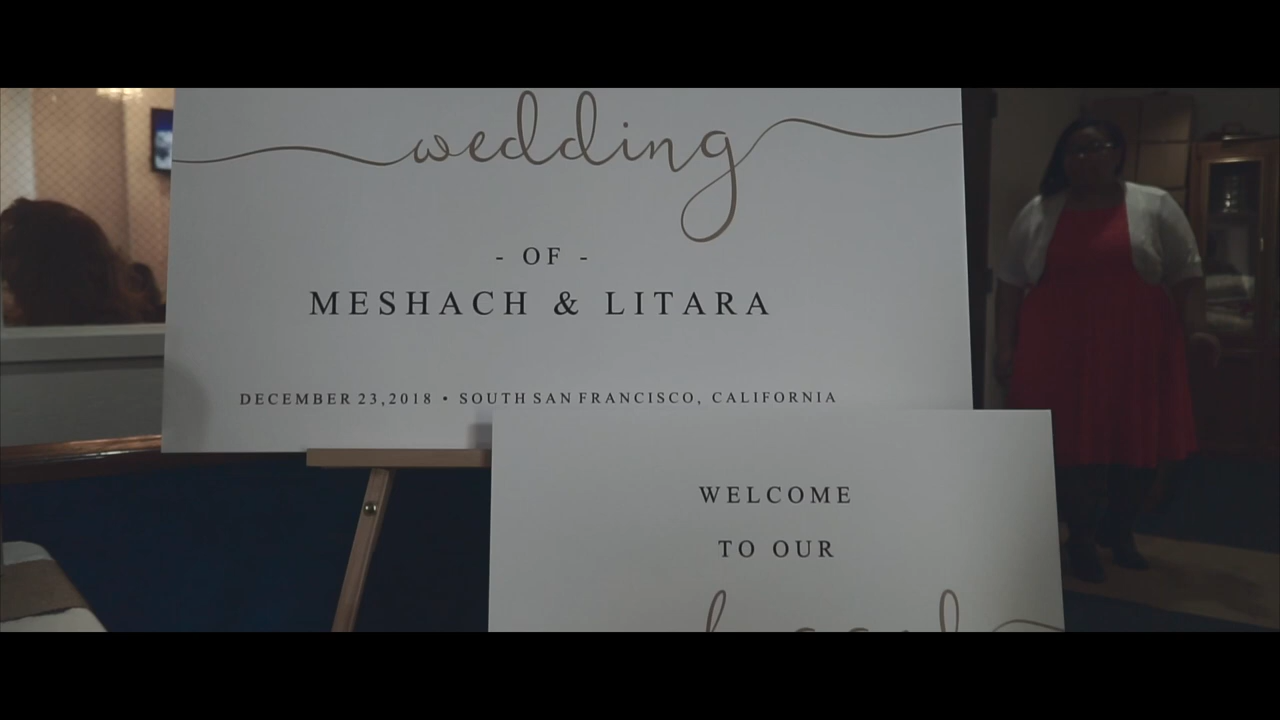 wedding
- OF -
MESHACH & LITARA
DECEMBER 23,2018 • SOUTH SAN FRANCISCO, CALIFORNIA
WELCOME
TO OUR